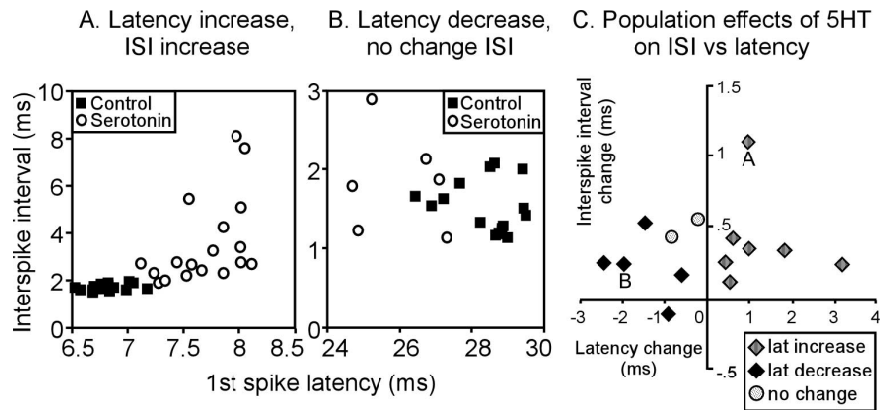 A. Latency increase,
ISI increase
Interspike interval (ms)
10
8
6
4
2
0
Control
Serotonin
6.5
7
7.5
8
8.5
B. Latency decrease,
no change ISI
3
2
1
0
Control
Serotonin
24
26
28
30
1st spike latency (ms)
C. Population effects of 5HT
on ISI vs latency
Interspike interval
change (ms)
1.5
1
.5
-.5
A
B
-3
-2
-1
0
1
2
3
4
Latency change
(ms)
lat increase
lat decrease
no change